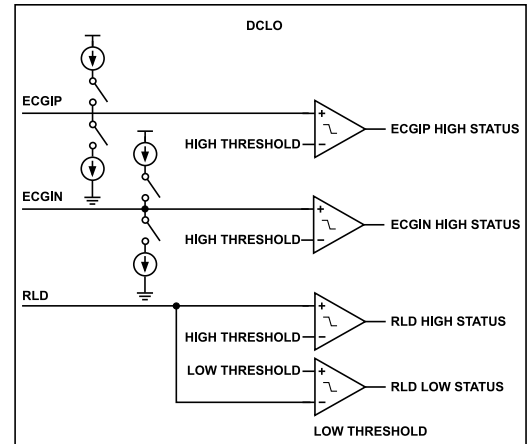 DCLO
ECGIP
+
HIGH THRESHOLD
−
ECGIP HIGH STATUS
ECGIN
+
HIGH THRESHOLD
−
ECGIN HIGH STATUS
RLD
+
HIGH THRESHOLD
−
RLD HIGH STATUS
LOW THRESHOLD
+
−
RLD LOW STATUS
LOW THRESHOLD